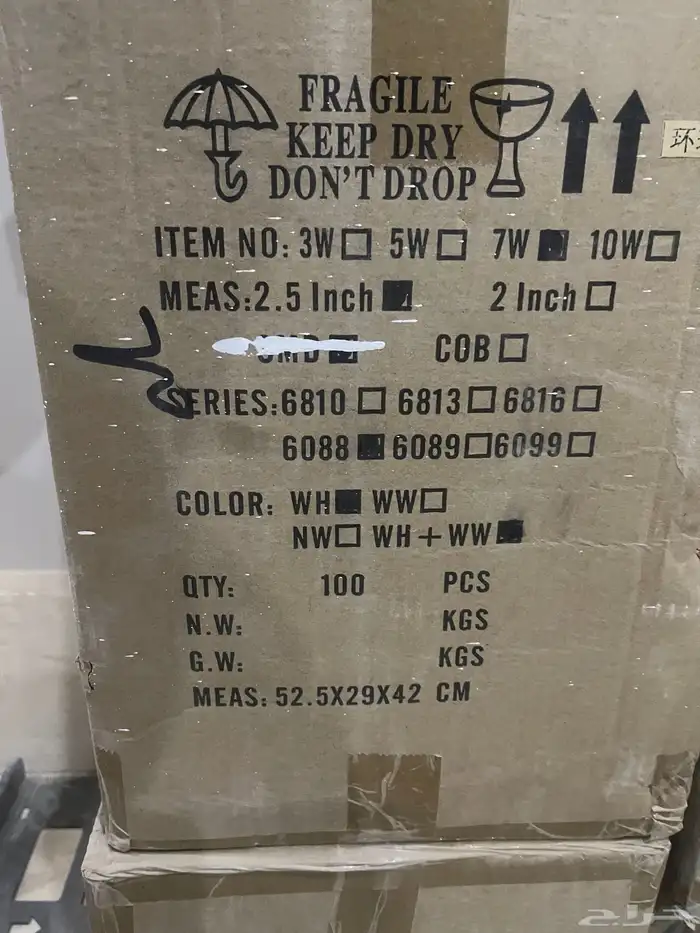 FRAGILE
KEEP DRY
DON'T DROP
环
ITEM NO: 3W☐ 5W☐ 7W■ 10W☐
MEAS:2.5 Inch■ 2 Inch☐
COB☐
SERIES:6810☐ 6813☐ 6816☐
6088■ 6089☐ 6099☐
COLOR: WH■ WW☐
NW☐ WH+WW■
QTY: 100 PCS
N.W: KGS
G.W: KGS
MEAS: 52.5X29X42 CM
حراج